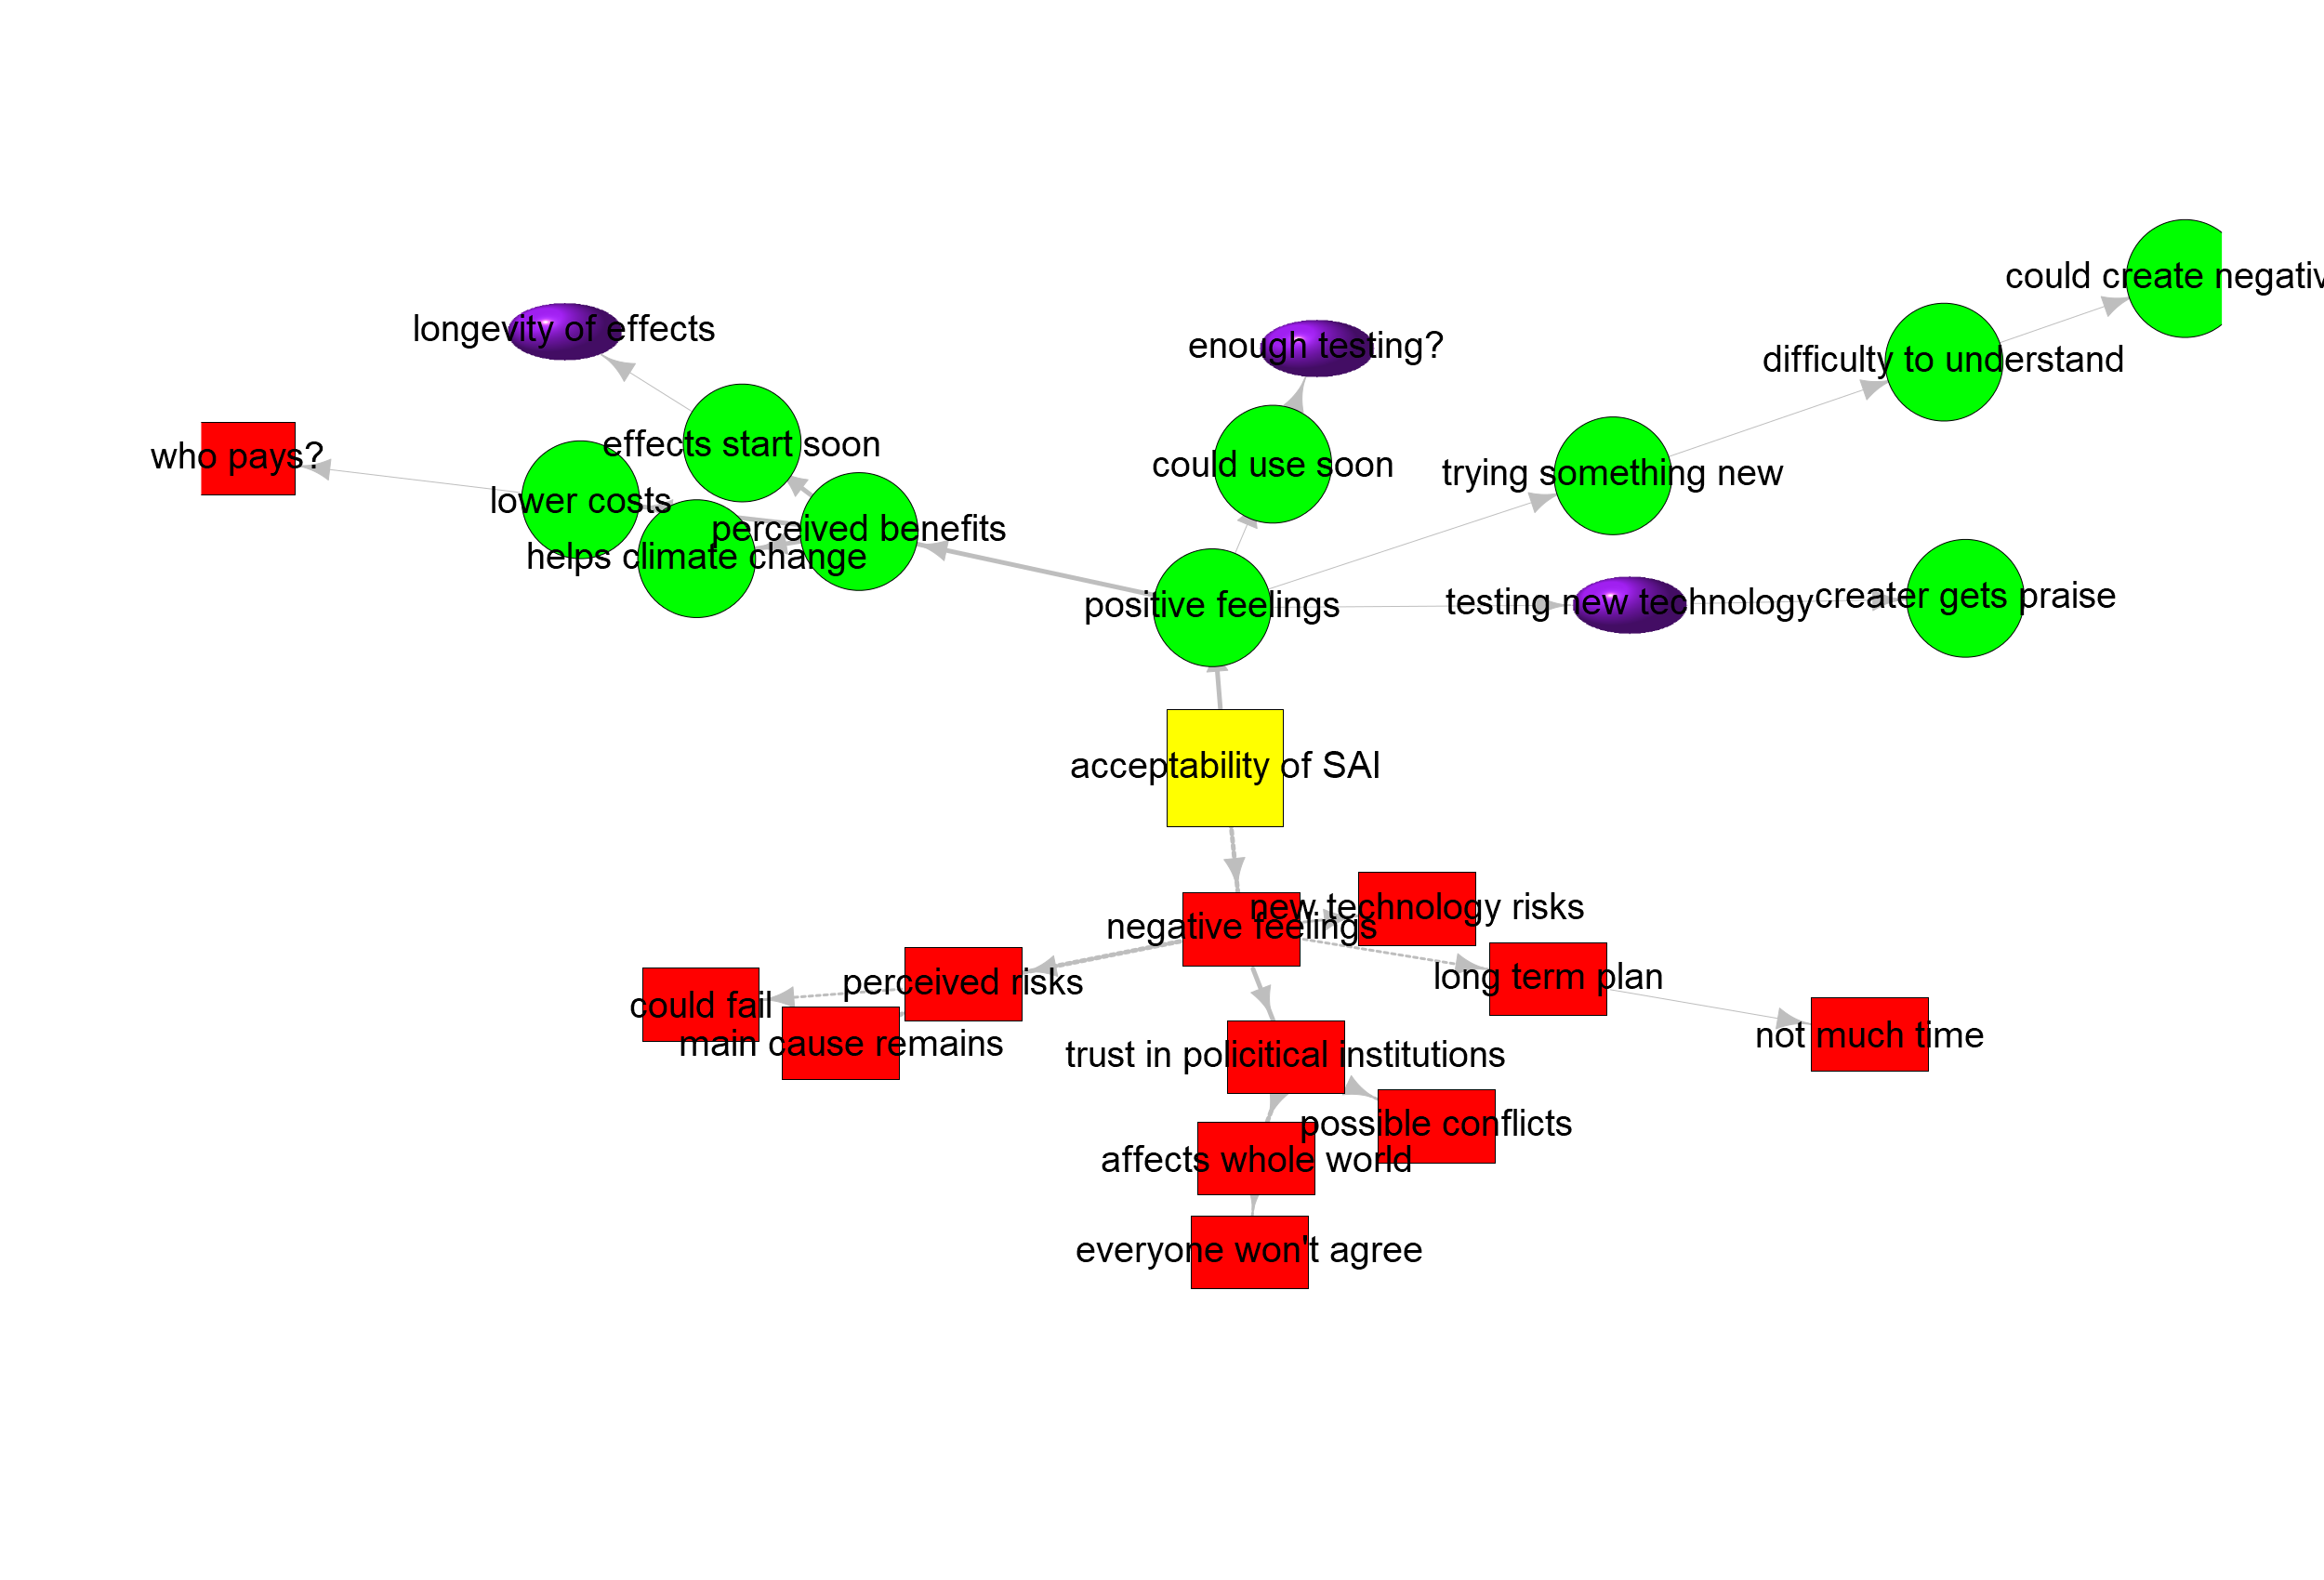 could create negativ
longevity of effects
enough testing?
difficulty to understand
effects start soon
who pays?
could use soon
trying something new
lower costs
perceived benefits
helps climate change
positive feelings
testing new technology
creater gets praise
acceptability of SAI
new technology risks
negative feelings
perceived risks
long term plan
could fail
main cause remains
not much time
trust in policitical institutions
possible conflicts
affects whole world
everyone won't agree